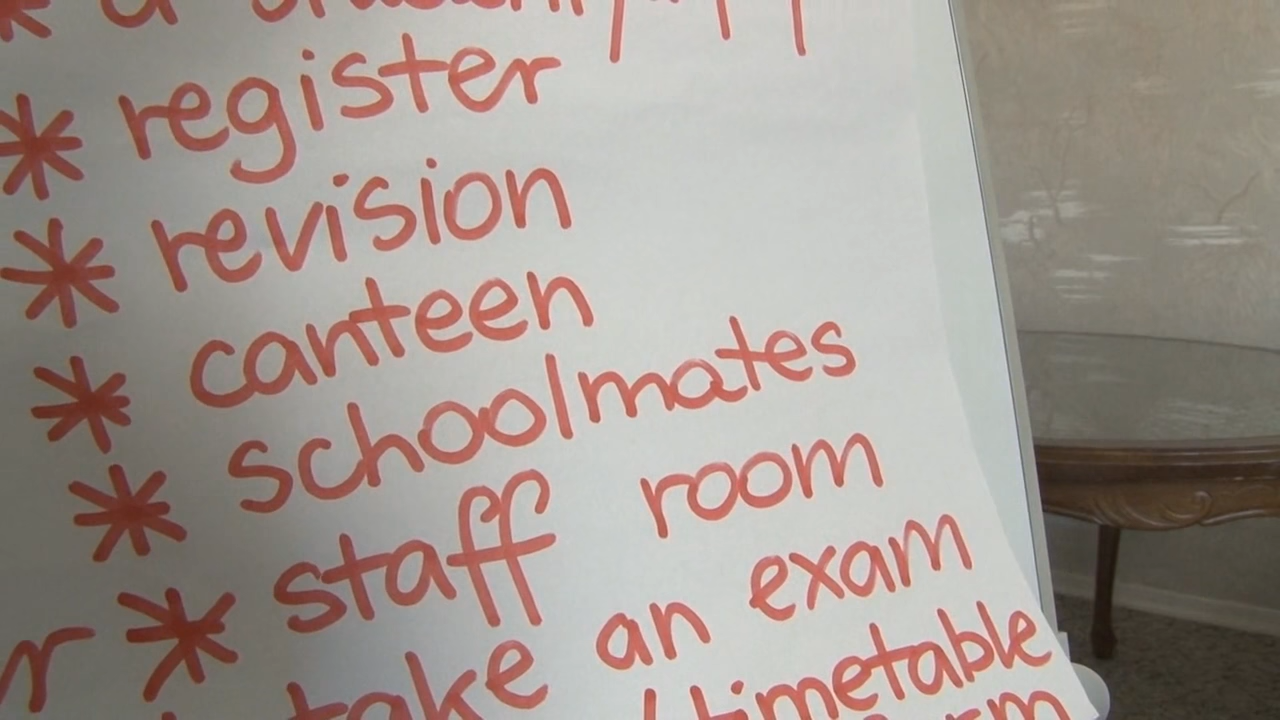 * register
* revision
* canteen
* schoolmates
* staff room
* take an exam
/ timetable